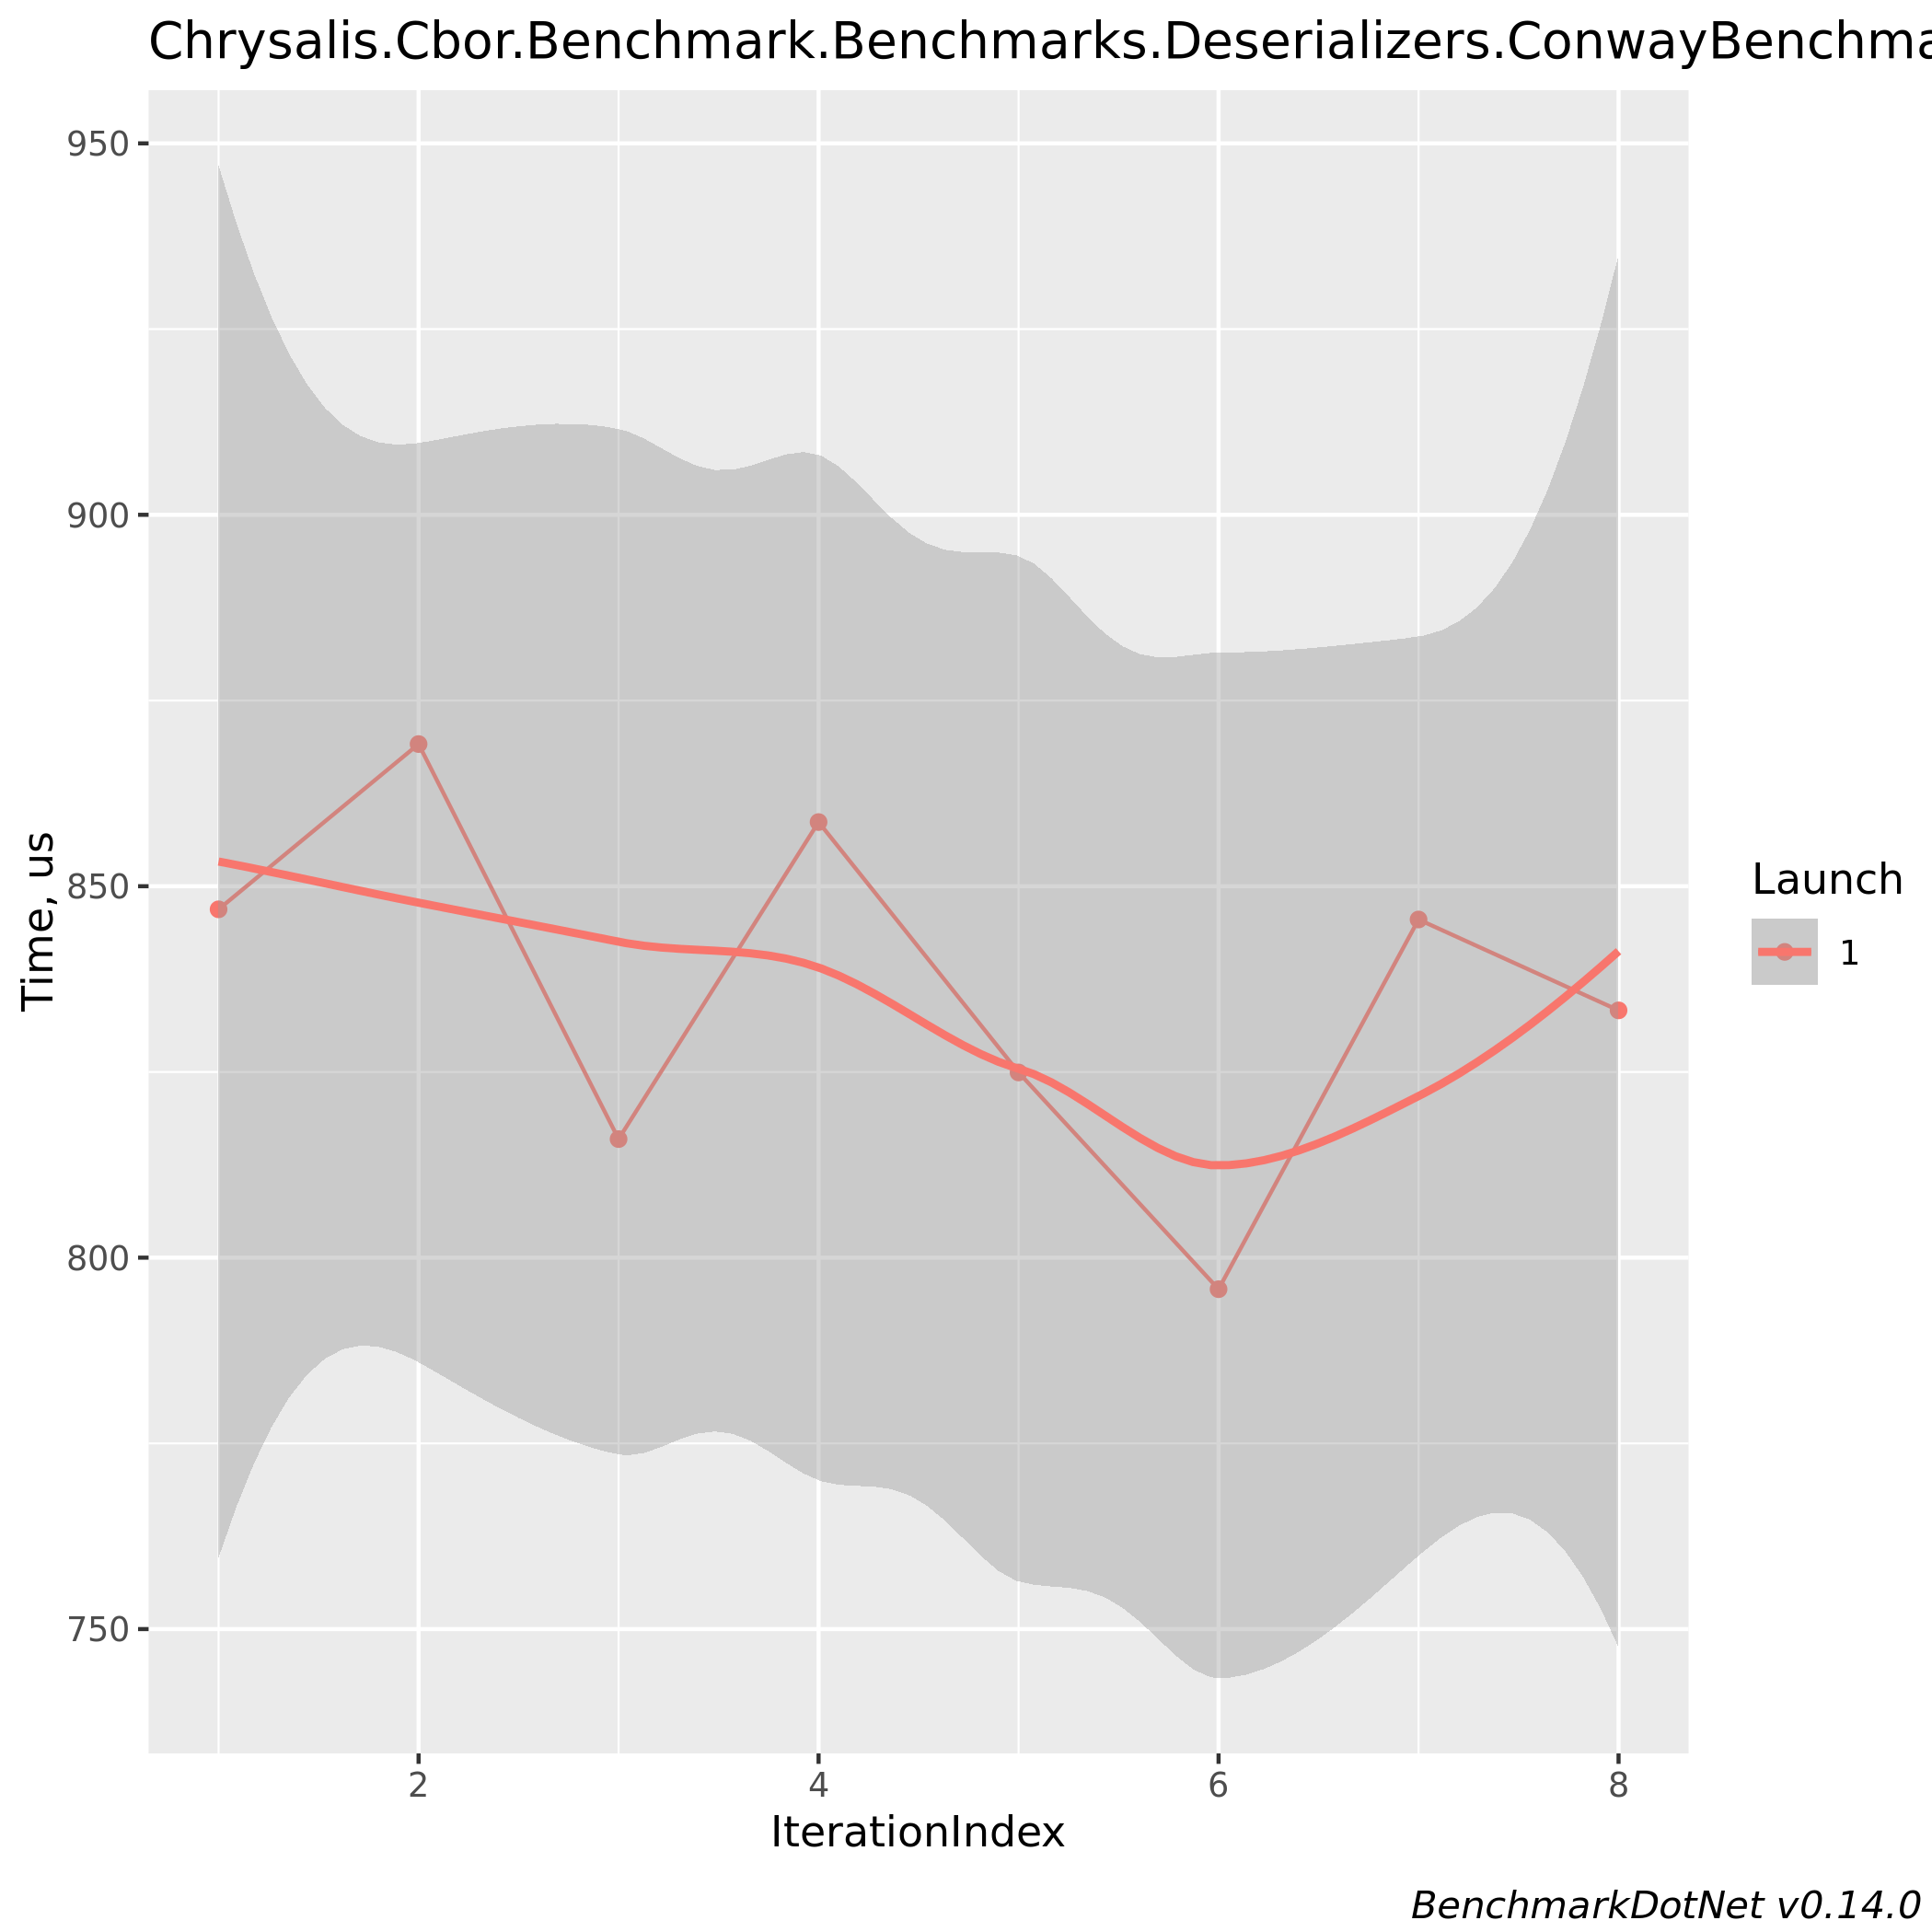 Chrysalis.Cbor.Benchmark.Benchmarks.Deserializers.ConwayBenchma
950
900
850
800
750
Time, us
2 4 6 8
IterationIndex
Launch
1
BenchmarkDotNet v0.14.0